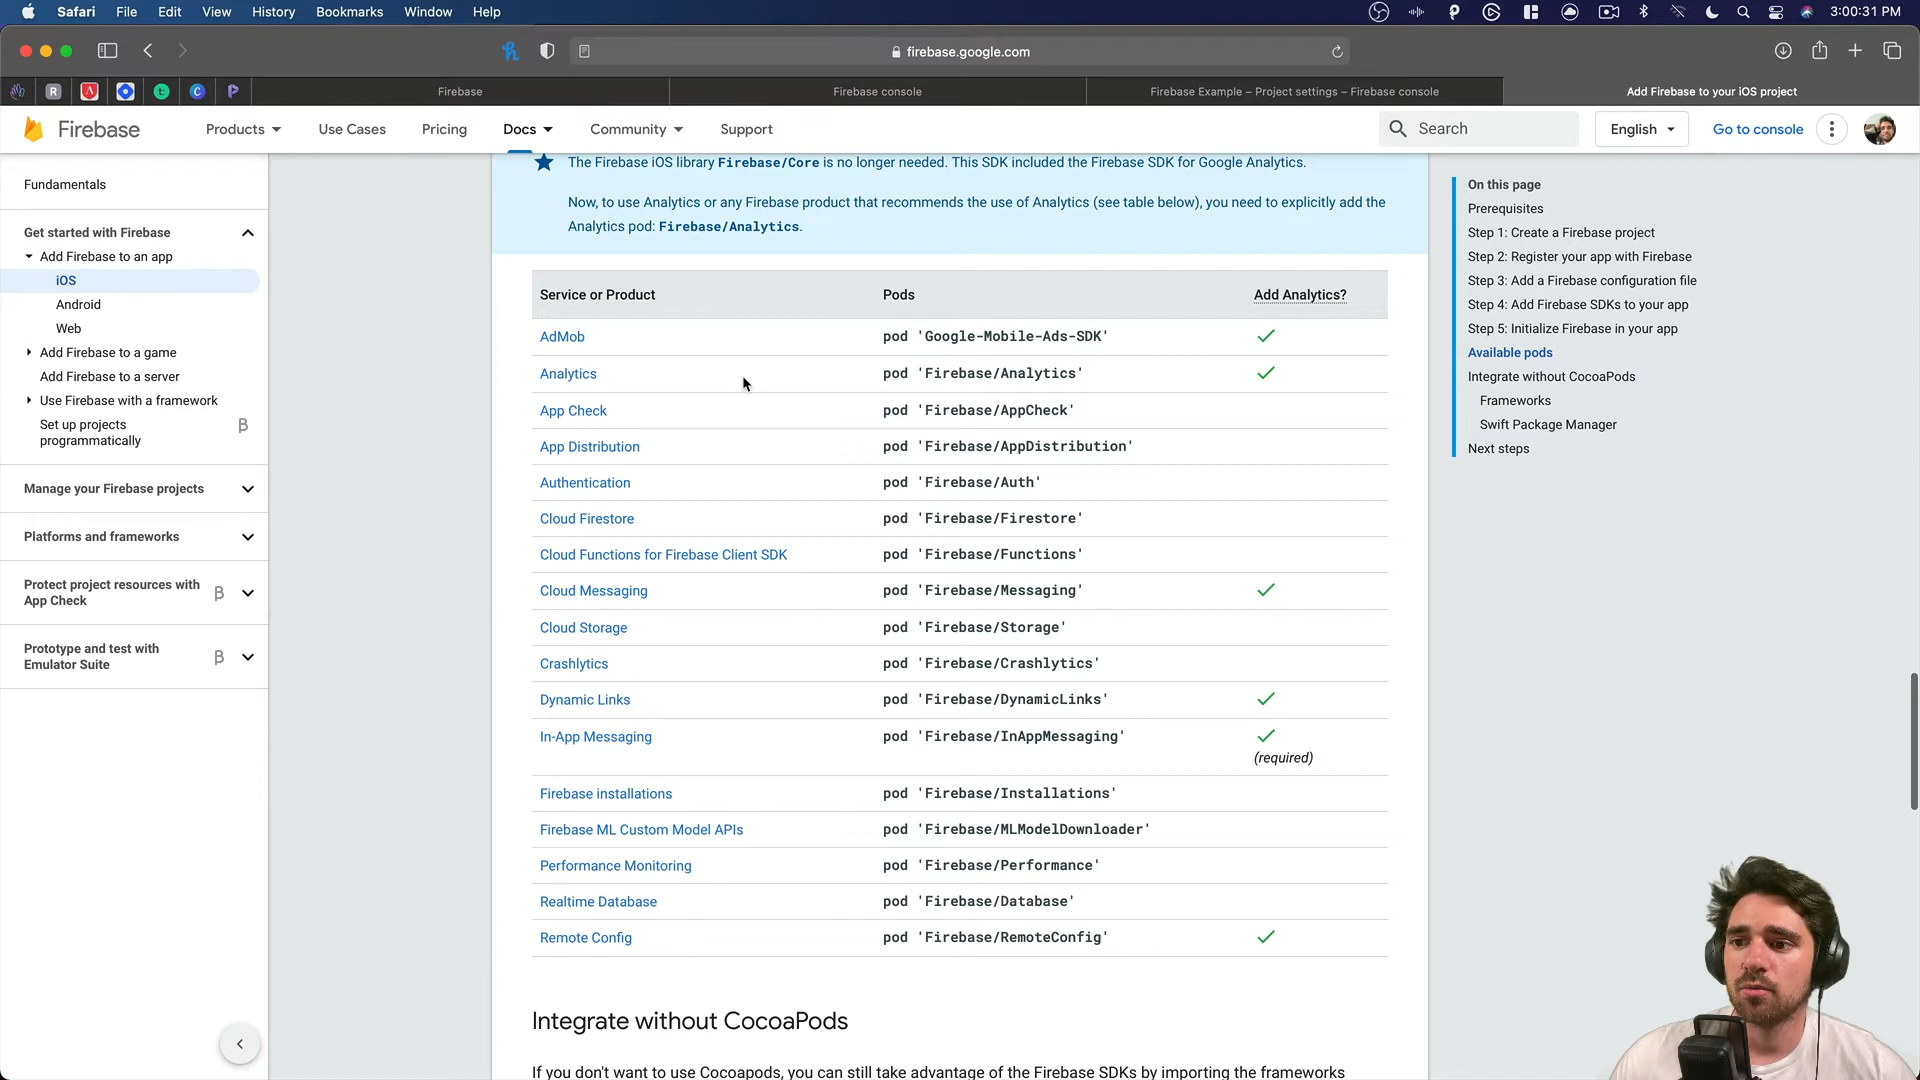 Safari File Edit View History Bookmarks Window Help 3:00:31 PM
firebase.google.com
R Firebase Firebase console Firebase Example – Project settings – Firebase console Add Firebase to your iOS project
Firebase Products Use Cases Pricing Docs Community Support Search English Go to console
Fundamentals
Get started with Firebase
Add Firebase to an app
iOS
Android
Web
Add Firebase to a game
Add Firebase to a server
Use Firebase with a framework
Set up projects
programmatically β
Manage your Firebase projects
Platforms and frameworks
Protect project resources with
App Check β
Prototype and test with
Emulator Suite β
The Firebase iOS library Firebase/Core is no longer needed. This SDK included the Firebase SDK for Google Analytics.
Now, to use Analytics or any Firebase product that recommends the use of Analytics (see table below), you need to explicitly add the
Analytics pod: Firebase/Analytics.
Service or Product Pods Add Analytics?
AdMob pod 'Google-Mobile-Ads-SDK'
Analytics pod 'Firebase/Analytics'
App Check pod 'Firebase/AppCheck'
App Distribution pod 'Firebase/AppDistribution'
Authentication pod 'Firebase/Auth'
Cloud Firestore pod 'Firebase/Firestore'
Cloud Functions for Firebase Client SDK pod 'Firebase/Functions'
Cloud Messaging pod 'Firebase/Messaging'
Cloud Storage pod 'Firebase/Storage'
Crashlytics pod 'Firebase/Crashlytics'
Dynamic Links pod 'Firebase/DynamicLinks'
In-App Messaging pod 'Firebase/InAppMessaging'
(required)
Firebase installations pod 'Firebase/Installations'
Firebase ML Custom Model APIs pod 'Firebase/MLModelDownloader'
Performance Monitoring pod 'Firebase/Performance'
Realtime Database pod 'Firebase/Database'
Remote Config pod 'Firebase/RemoteConfig'
Integrate without CocoaPods
If you don't want to use Cocoapods, you can still take advantage of the Firebase SDKs by importing the frameworks
On this page
Prerequisites
Step 1: Create a Firebase project
Step 2: Register your app with Firebase
Step 3: Add a Firebase configuration file
Step 4: Add Firebase SDKs to your app
Step 5: Initialize Firebase in your app
Available pods
Integrate without CocoaPods
Frameworks
Swift Package Manager
Next steps